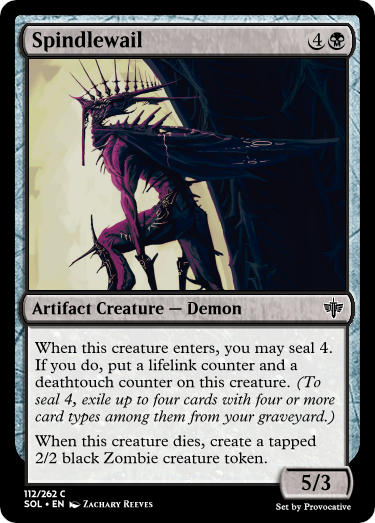 Spindlewail 4
Artifact Creature — Demon
When this creature enters, you may seal 4.
If you do, put a lifelink counter and a
deathtouch counter on this creature. (To
seal 4, exile up to four cards with four or more
card types among them from your graveyard.)
When this creature dies, create a tapped
2/2 black Zombie creature token.
5/3
112/262 C
SOL • EN Zachary Reeves
Set by Provocative